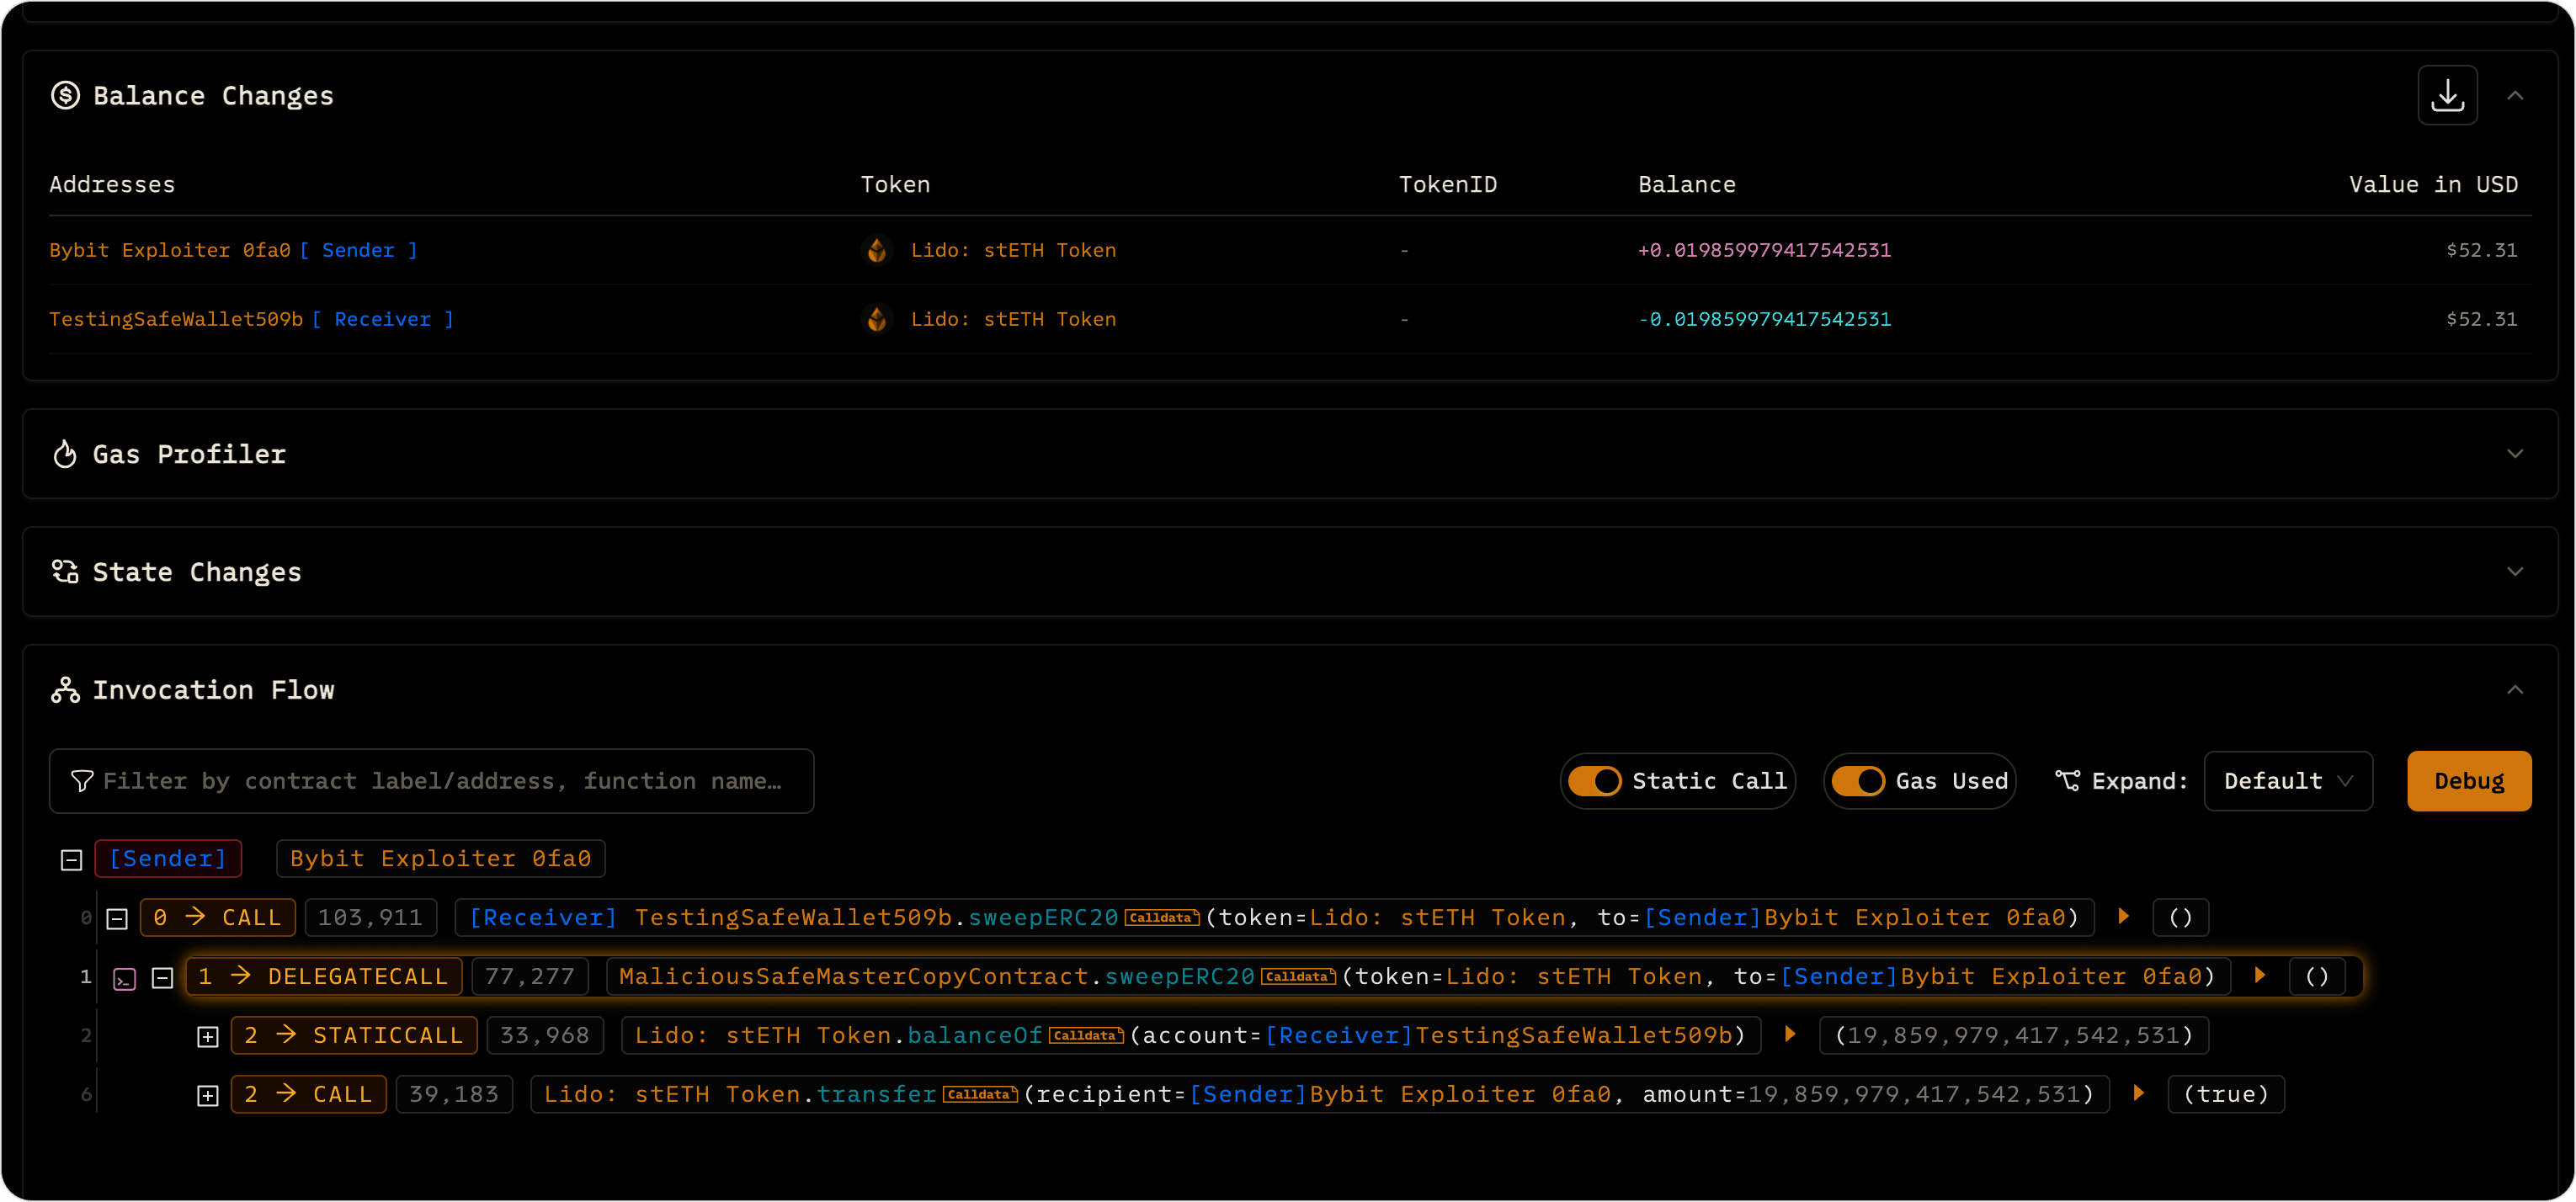 Balance Changes
Addresses Token TokenID Balance Value in USD
Bybit Exploiter 0fa0 [ Sender ] Lido: stETH Token - +0.019859979417542531 $52.31
TestingSafeWallet509b [ Receiver ] Lido: stETH Token - -0.019859979417542531 $52.31
Gas Profiler
State Changes
Invocation Flow
Filter by contract label/address, function name… Static Call Gas Used Expand: Default Debug
[Sender] Bybit Exploiter 0fa0
0 0 → CALL 103,911 [Receiver] TestingSafeWallet509b.sweepERC20 Calldata (token=Lido: stETH Token, to=[Sender]Bybit Exploiter 0fa0) ()
1 1 → DELEGATECALL 77,277 MaliciousSafeMasterCopyContract.sweepERC20 Calldata (token=Lido: stETH Token, to=[Sender]Bybit Exploiter 0fa0) ()
2 2 → STATICCALL 33,968 Lido: stETH Token.balanceOf Calldata (account=[Receiver]TestingSafeWallet509b) (19,859,979,417,542,531)
6 2 → CALL 39,183 Lido: stETH Token.transfer Calldata (recipient=[Sender]Bybit Exploiter 0fa0, amount=19,859,979,417,542,531) (true)